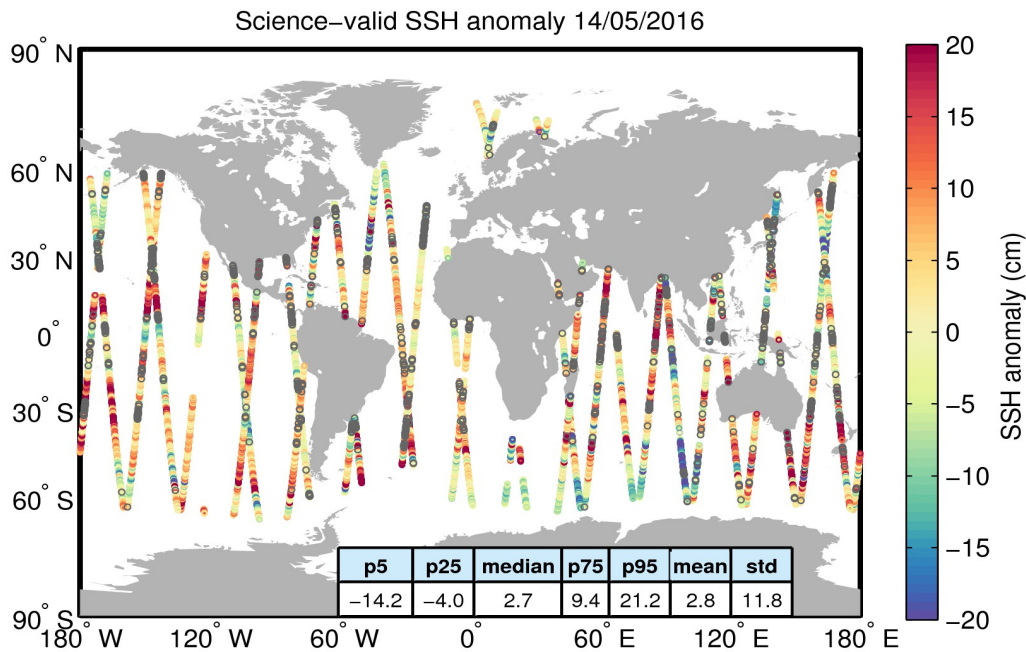 Science−valid SSH anomaly 14/05/2016
90° N
60° N
30° N
0°
30° S
60° S
90° S
180° W
120° W
60° W
0°
60° E
120° E
180° E
p5 p25 median p75 p95 mean std
−14.2 −4.0 2.7 9.4 21.2 2.8 11.8
20
15
10
5
0
−5
−10
−15
−20
SSH anomaly (cm)